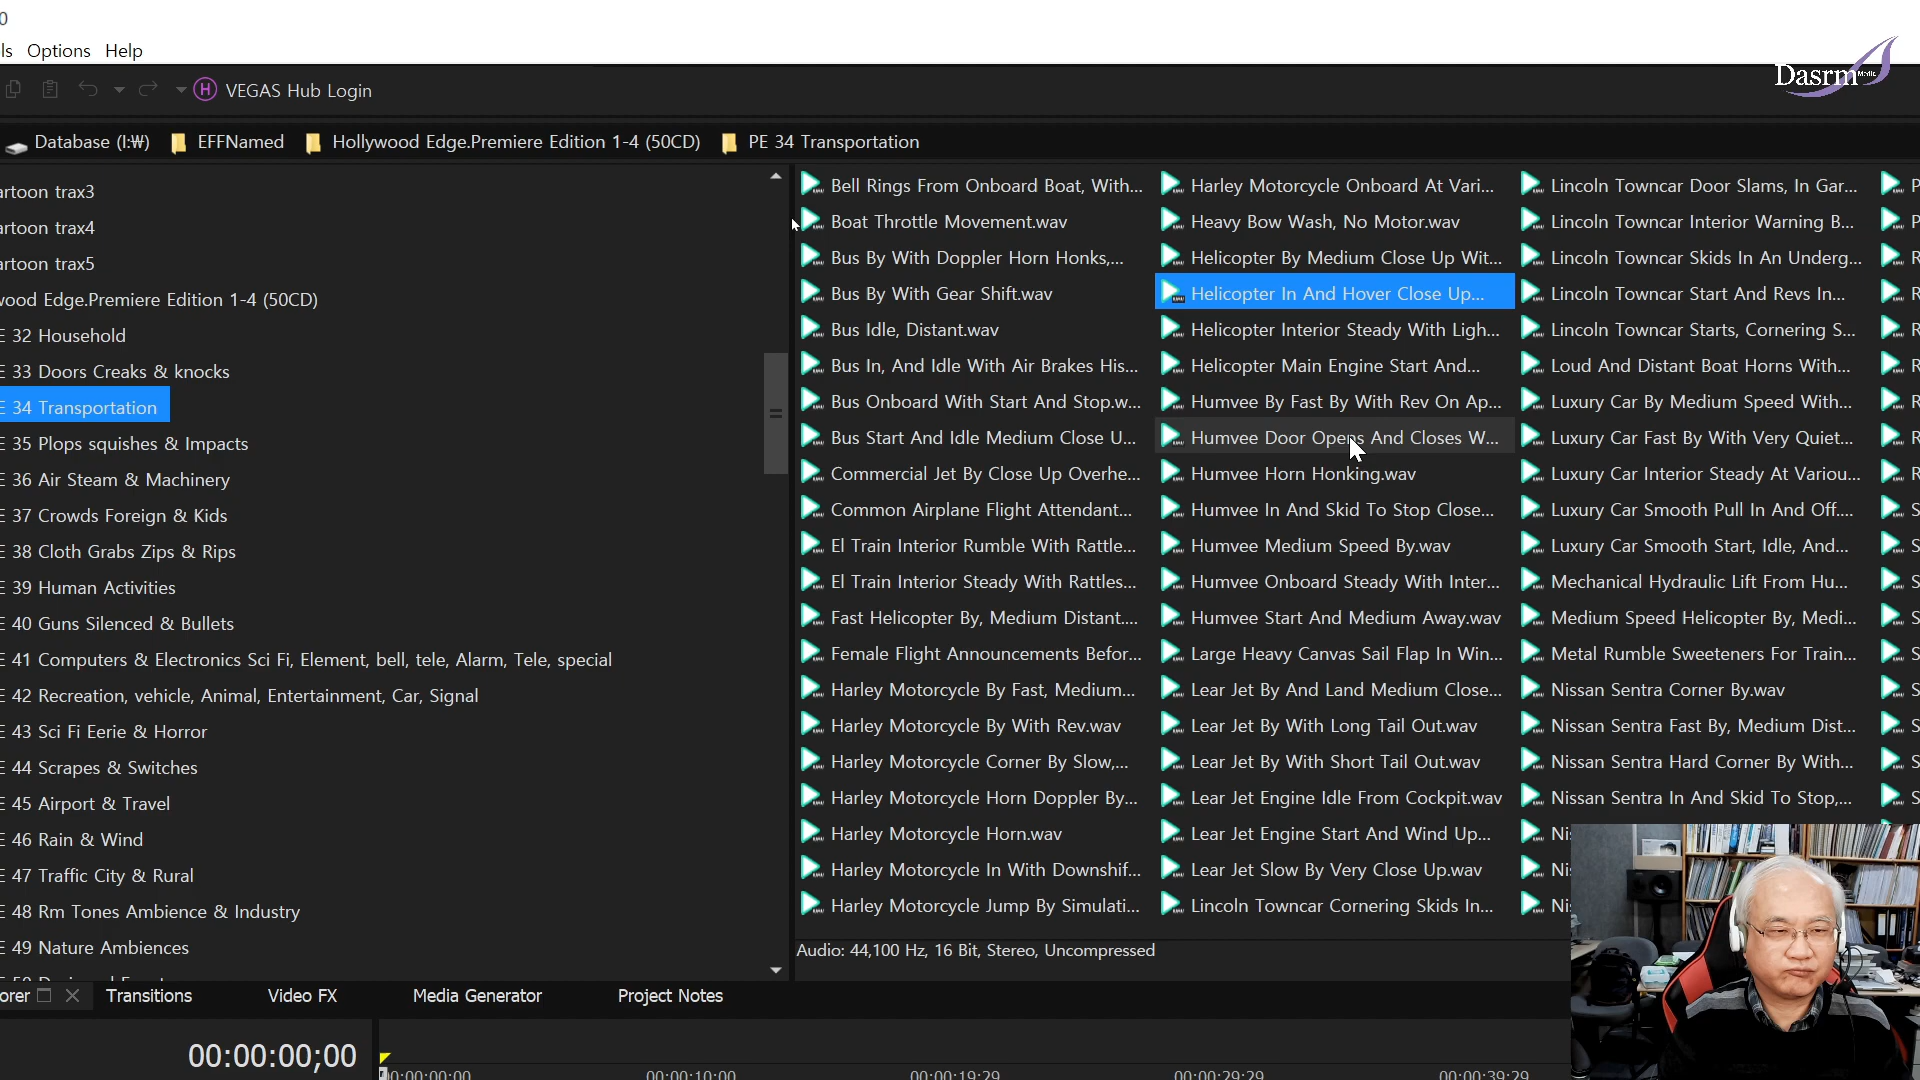 0
ls Options Help
VEGAS Hub Login
Dasrm Media
Database (I:₩) EFFNamed Hollywood Edge.Premiere Edition 1-4 (50CD) PE 34 Transportation
artoon trax3
artoon trax4
artoon trax5
wood Edge.Premiere Edition 1-4 (50CD)
E 32 Household
E 33 Doors Creaks & knocks
E 34 Transportation
E 35 Plops squishes & Impacts
E 36 Air Steam & Machinery
E 37 Crowds Foreign & Kids
E 38 Cloth Grabs Zips & Rips
E 39 Human Activities
E 40 Guns Silenced & Bullets
E 41 Computers & Electronics Sci Fi, Element, bell, tele, Alarm, Tele, special
E 42 Recreation, vehicle, Animal, Entertainment, Car, Signal
E 43 Sci Fi Eerie & Horror
E 44 Scrapes & Switches
E 45 Airport & Travel
E 46 Rain & Wind
E 47 Traffic City & Rural
E 48 Rm Tones Ambience & Industry
E 49 Nature Ambiences
Bell Rings From Onboard Boat, With...
Boat Throttle Movement.wav
Bus By With Doppler Horn Honks,...
Bus By With Gear Shift.wav
Bus Idle, Distant.wav
Bus In, And Idle With Air Brakes His...
Bus Onboard With Start And Stop.w...
Bus Start And Idle Medium Close U...
Commercial Jet By Close Up Overhe...
Common Airplane Flight Attendant...
El Train Interior Rumble With Rattle...
El Train Interior Steady With Rattles...
Fast Helicopter By, Medium Distant....
Female Flight Announcements Befor...
Harley Motorcycle By Fast, Medium...
Harley Motorcycle By With Rev.wav
Harley Motorcycle Corner By Slow,...
Harley Motorcycle Horn Doppler By...
Harley Motorcycle Horn.wav
Harley Motorcycle In With Downshif...
Harley Motorcycle Jump By Simulati...
Harley Motorcycle Onboard At Vari...
Heavy Bow Wash, No Motor.wav
Helicopter By Medium Close Up Wit...
Helicopter In And Hover Close Up...
Helicopter Interior Steady With Ligh...
Helicopter Main Engine Start And...
Humvee By Fast By With Rev On Ap...
Humvee Door Opens And Closes W...
Humvee Horn Honking.wav
Humvee In And Skid To Stop Close...
Humvee Medium Speed By.wav
Humvee Onboard Steady With Inter...
Humvee Start And Medium Away.wav
Large Heavy Canvas Sail Flap In Win...
Lear Jet By And Land Medium Close...
Lear Jet By With Long Tail Out.wav
Lear Jet By With Short Tail Out.wav
Lear Jet Engine Idle From Cockpit.wav
Lear Jet Engine Start And Wind Up...
Lear Jet Slow By Very Close Up.wav
Lincoln Towncar Cornering Skids In...
Lincoln Towncar Door Slams, In Gar...
Lincoln Towncar Interior Warning B...
Lincoln Towncar Skids In An Underg...
Lincoln Towncar Start And Revs In...
Lincoln Towncar Starts, Cornering S...
Loud And Distant Boat Horns With...
Luxury Car By Medium Speed With...
Luxury Car Fast By With Very Quiet...
Luxury Car Interior Steady At Variou...
Luxury Car Smooth Pull In And Off....
Luxury Car Smooth Start, Idle, And...
Mechanical Hydraulic Lift From Hu...
Medium Speed Helicopter By, Medi...
Metal Rumble Sweeteners For Train...
Nissan Sentra Corner By.wav
Nissan Sentra Fast By, Medium Dist...
Nissan Sentra Hard Corner By With...
Nissan Sentra In And Skid To Stop,...
Ni
Ni
Ni
Audio: 44,100 Hz, 16 Bit, Stereo, Uncompressed
orer Transitions Video FX Media Generator Project Notes
00:00:00;00
00:00:00:00 00:00:10:00 00:00:19:29 00:00:29:29 00:00:39:29